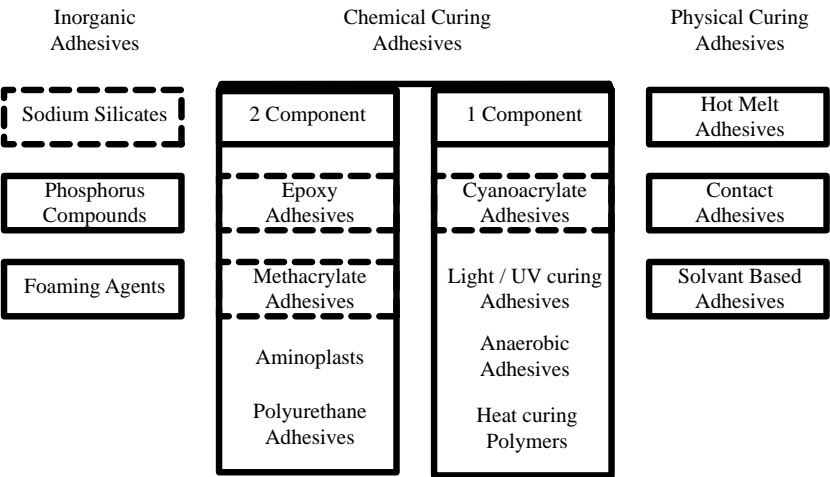 Inorganic
Adhesives
Chemical Curing
Adhesives
Physical Curing
Adhesives
Sodium Silicates
Phosphorus
Compounds
Foaming Agents
2 Component
Epoxy
Adhesives
Methacrylate
Adhesives
Aminoplasts
Polyurethane
Adhesives
1 Component
Cyanoacrylate
Adhesives
Light / UV curing
Adhesives
Anaerobic
Adhesives
Heat curing
Polymers
Hot Melt
Adhesives
Contact
Adhesives
Solvant Based
Adhesives